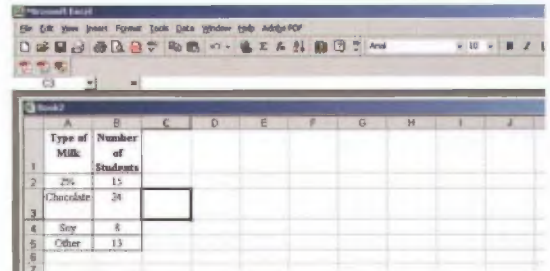 Microsoft Excel
File Edit View Insert Format Tools Data Window Help Adobe PDF
Arial 10 B I
C3 =
Book2
A B C D E F G H I J
1 Type of Milk Number of Students
2 2% 15
3 Chocolate 24
4 Soy 8
5 Other 13
6
7